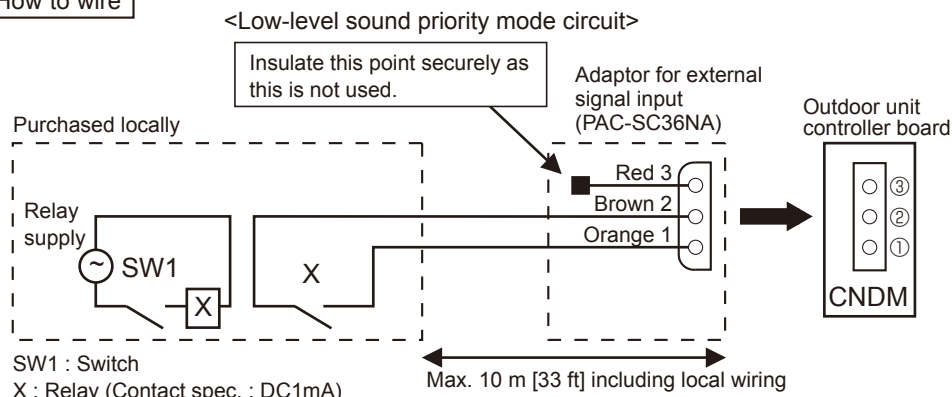 How to wire
<Low-level sound priority mode circuit>
Insulate this point securely as
this is not used.
Adaptor for external
signal input
(PAC-SC36NA)
Outdoor unit
controller board
Purchased locally
Relay
supply
~
SW1
X
X
Red 3
Brown 2
Orange 1
③
②
①
CNDM
SW1 : Switch
X : Relay (Contact spec. : DC1mA)
Max. 10 m [33 ft] including local wiring